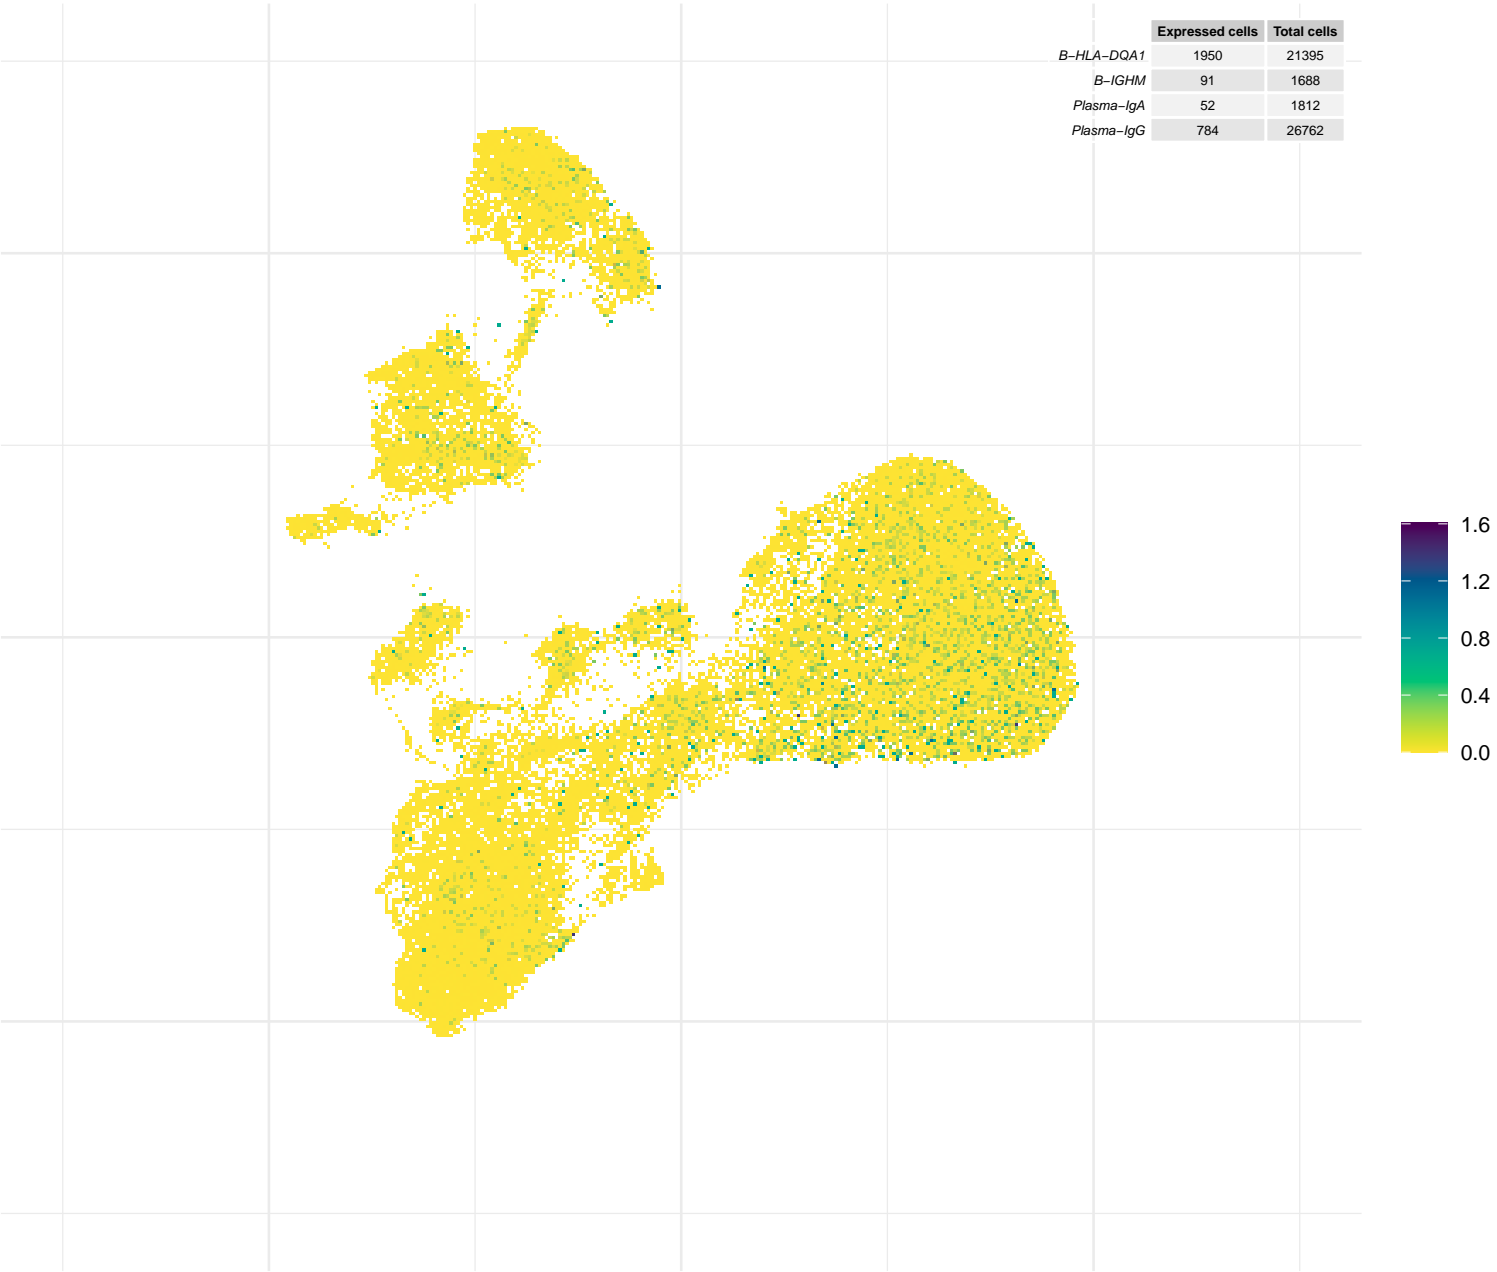 Expressed cells Total cells
B−HLA−DQA1 1950 21395
B−IGHM 91 1688
Plasma−IgA 52 1812
Plasma−IgG 784 26762
1.6
1.2
0.8
0.4
0.0